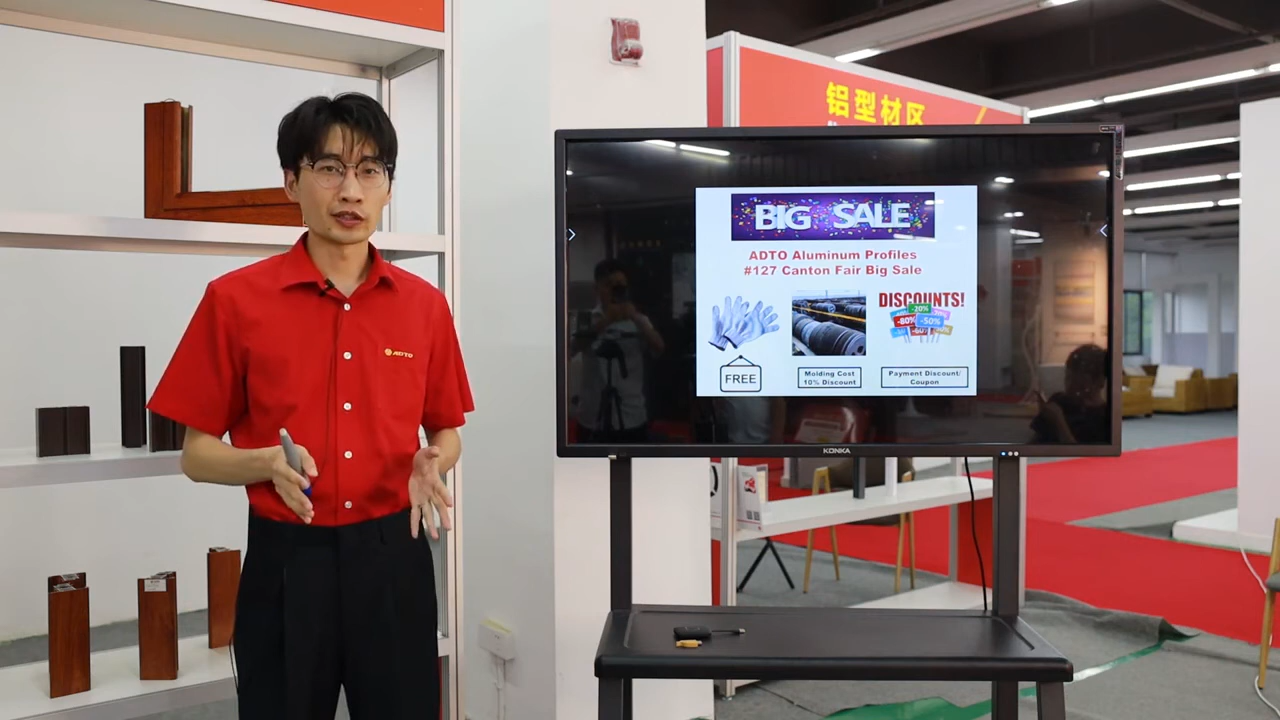 铝型材区
BIG SALE
ADTO Aluminum Profiles
#127 Canton Fair Big Sale
DISCOUNTS!
-20%
-80%
-50%
FREE
Molding Cost
10% Discount
Payment Discount/
Coupon
ADTO
KONKA